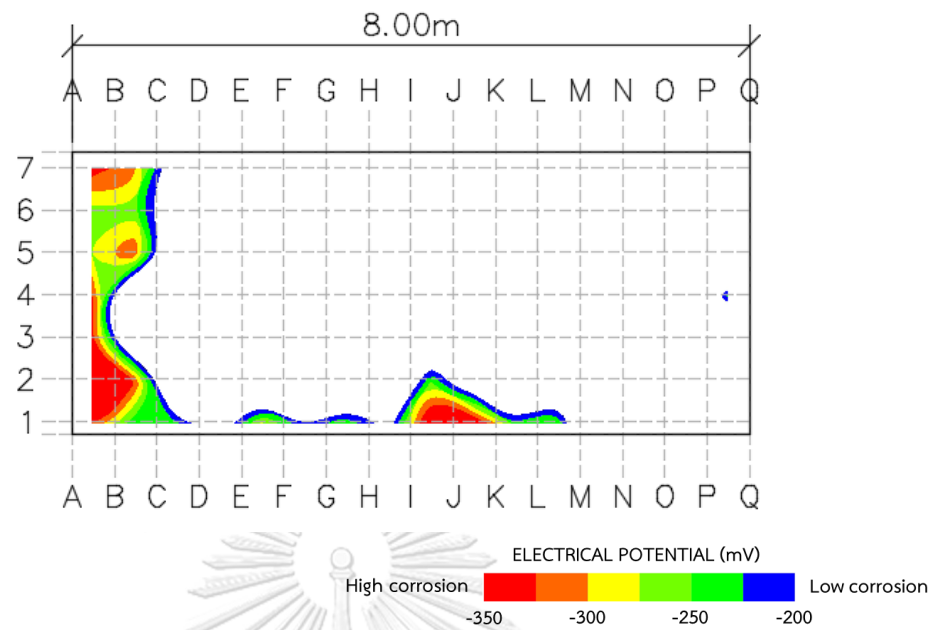 8.00m
A B C D E F G H I J K L M N O P Q
7
6
5
4
3
2
1
A B C D E F G H I J K L M N O P Q
ELECTRICAL POTENTIAL (mV)
High corrosion Low corrosion
-350 -300 -250 -200